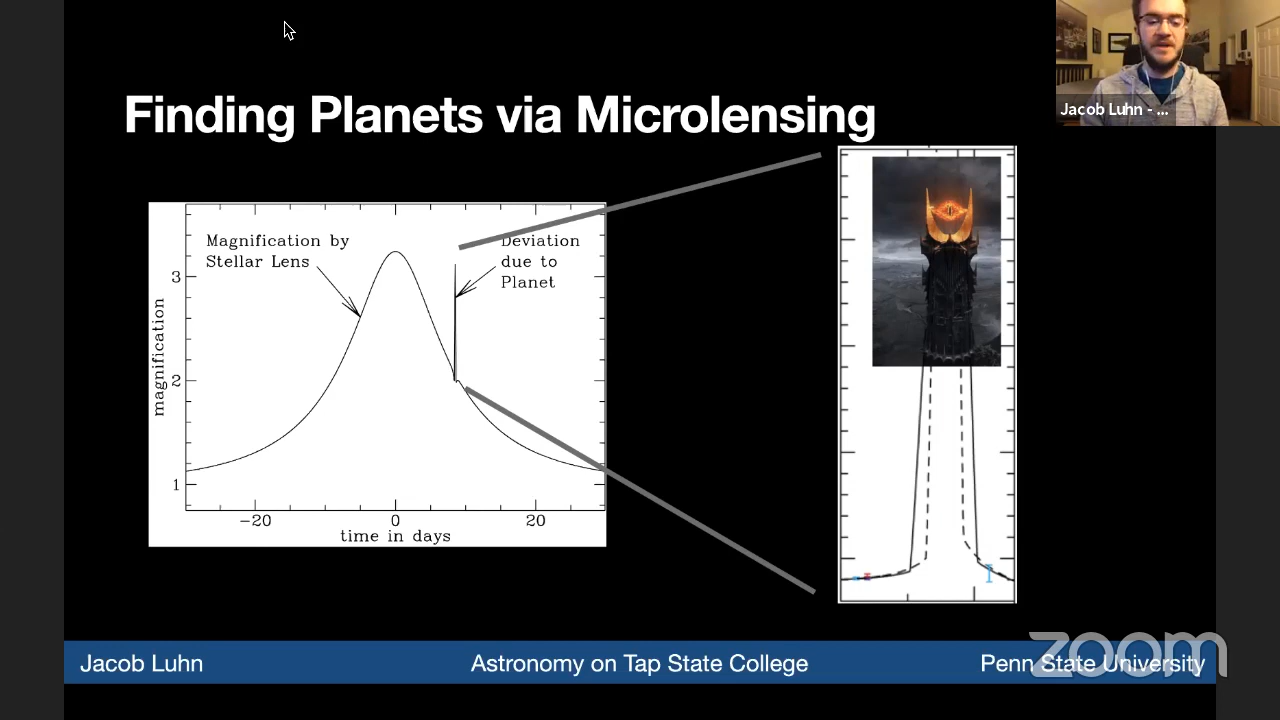 Finding Planets via Microlensing
Jacob Luhn - ...
Magnification by
Stellar Lens
Deviation
due to
Planet
magnification
3
2
1
-20
0
20
time in days
Jacob Luhn
Astronomy on Tap State College
Penn State University
zoom